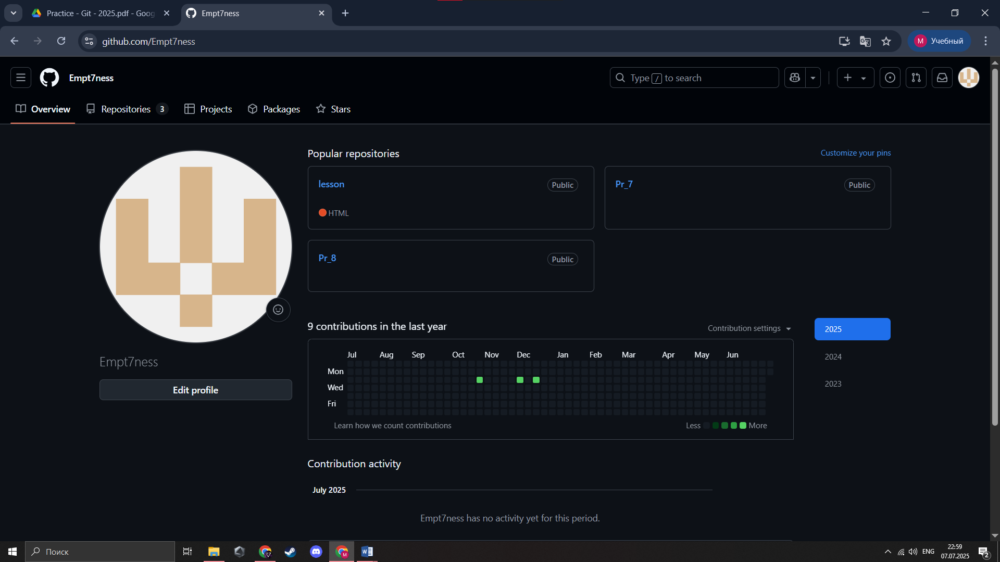 Practice - Git - 2025.pdf - Goog
Empt7ness
github.com/Empt7ness
M
Учебный
Empt7ness
Type / to search
Overview
Repositories 3
Projects
Packages
Stars
Popular repositories
Customize your pins
lesson
Public
HTML
Pr_7
Public
Pr_8
Public
9 contributions in the last year
Contribution settings
2025
2024
2023
Jul Aug Sep Oct Nov Dec Jan Feb Mar Apr May Jun
Mon
Wed
Fri
Learn how we count contributions
Less
More
Empt7ness
Edit profile
Contribution activity
July 2025
Empt7ness has no activity yet for this period.
Поиск
M
W
ENG
22:59
07.07.2025
2